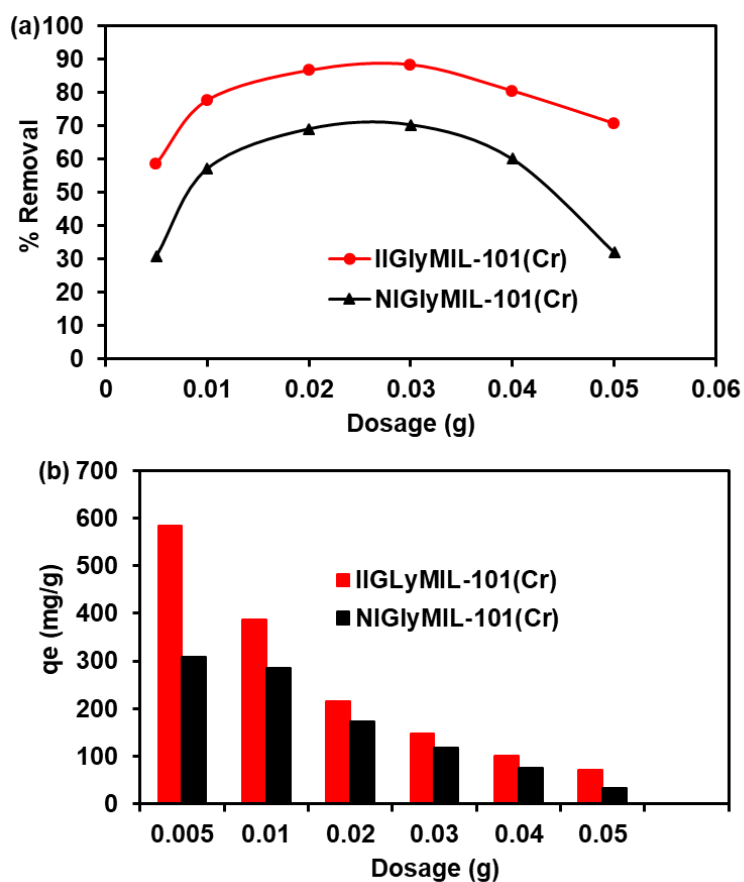 (a)
100
90
80
70
60
50
40
30
20
10
0
% Removal
IIGlyMIL-101(Cr)
NIGlyMIL-101(Cr)
0 0.01 0.02 0.03 0.04 0.05 0.06
Dosage (g)
(b)
700
600
500
400
300
200
100
0
qe (mg/g)
IIGLyMIL-101(Cr)
NIGlyMIL-101(Cr)
0.005 0.01 0.02 0.03 0.04 0.05
Dosage (g)